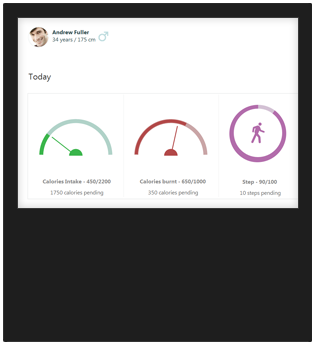 Andrew Fuller
34 years / 175 cm
Today
Calories Intake - 450/2200
1750 calories pending
Calories burnt - 650/1000
350 calories pending
Step - 90/100
10 steps pending